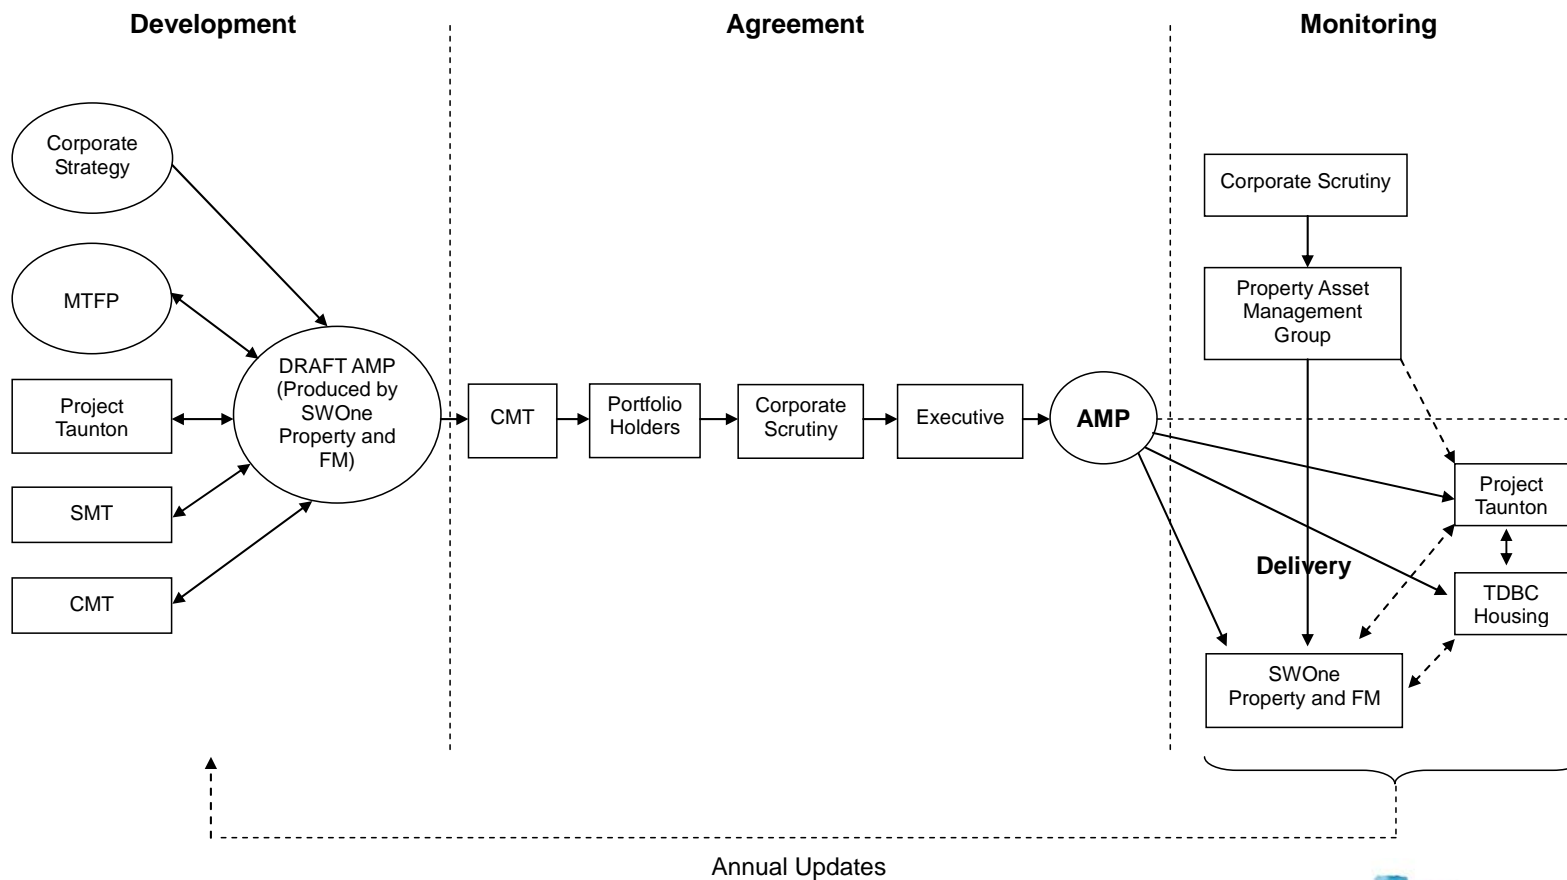 Development
Agreement
Monitoring
Corporate
Strategy
MTFP
Project
Taunton
SMT
CMT
DRAFT AMP
(Produced by
SWOne
Property and
FM)
CMT
Portfolio
Holders
Corporate
Scrutiny
Executive
AMP
Corporate Scrutiny
Property Asset
Management
Group
Project
Taunton
Delivery
TDBC
Housing
SWOne
Property and FM
Annual Updates